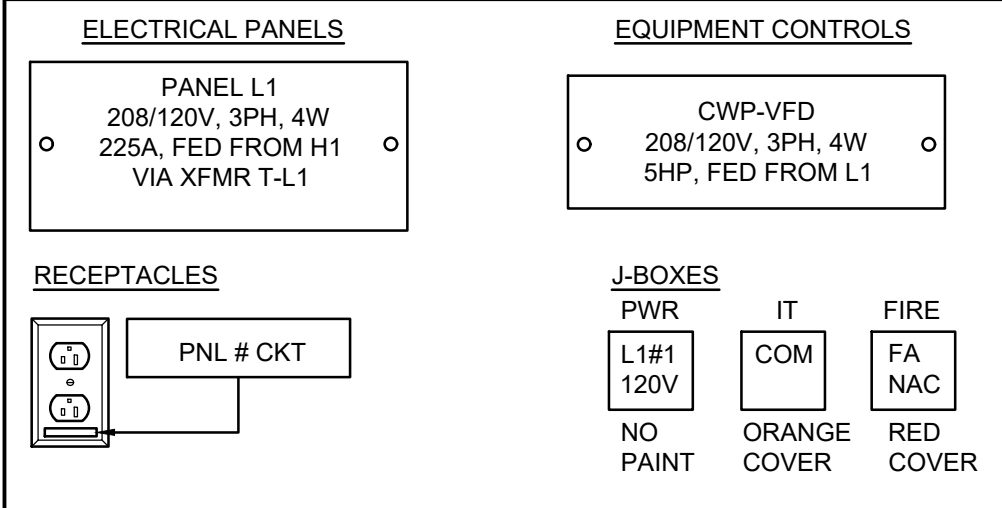 ELECTRICAL PANELS
PANEL L1
208/120V, 3PH, 4W
225A, FED FROM H1
VIA XFMR T-L1
EQUIPMENT CONTROLS
CWP-VFD
208/120V, 3PH, 4W
5HP, FED FROM L1
RECEPTACLES
PNL # CKT
J-BOXES
PWR
L1#1
120V
NO
PAINT
IT
COM
ORANGE
COVER
FIRE
FA
NAC
RED
COVER